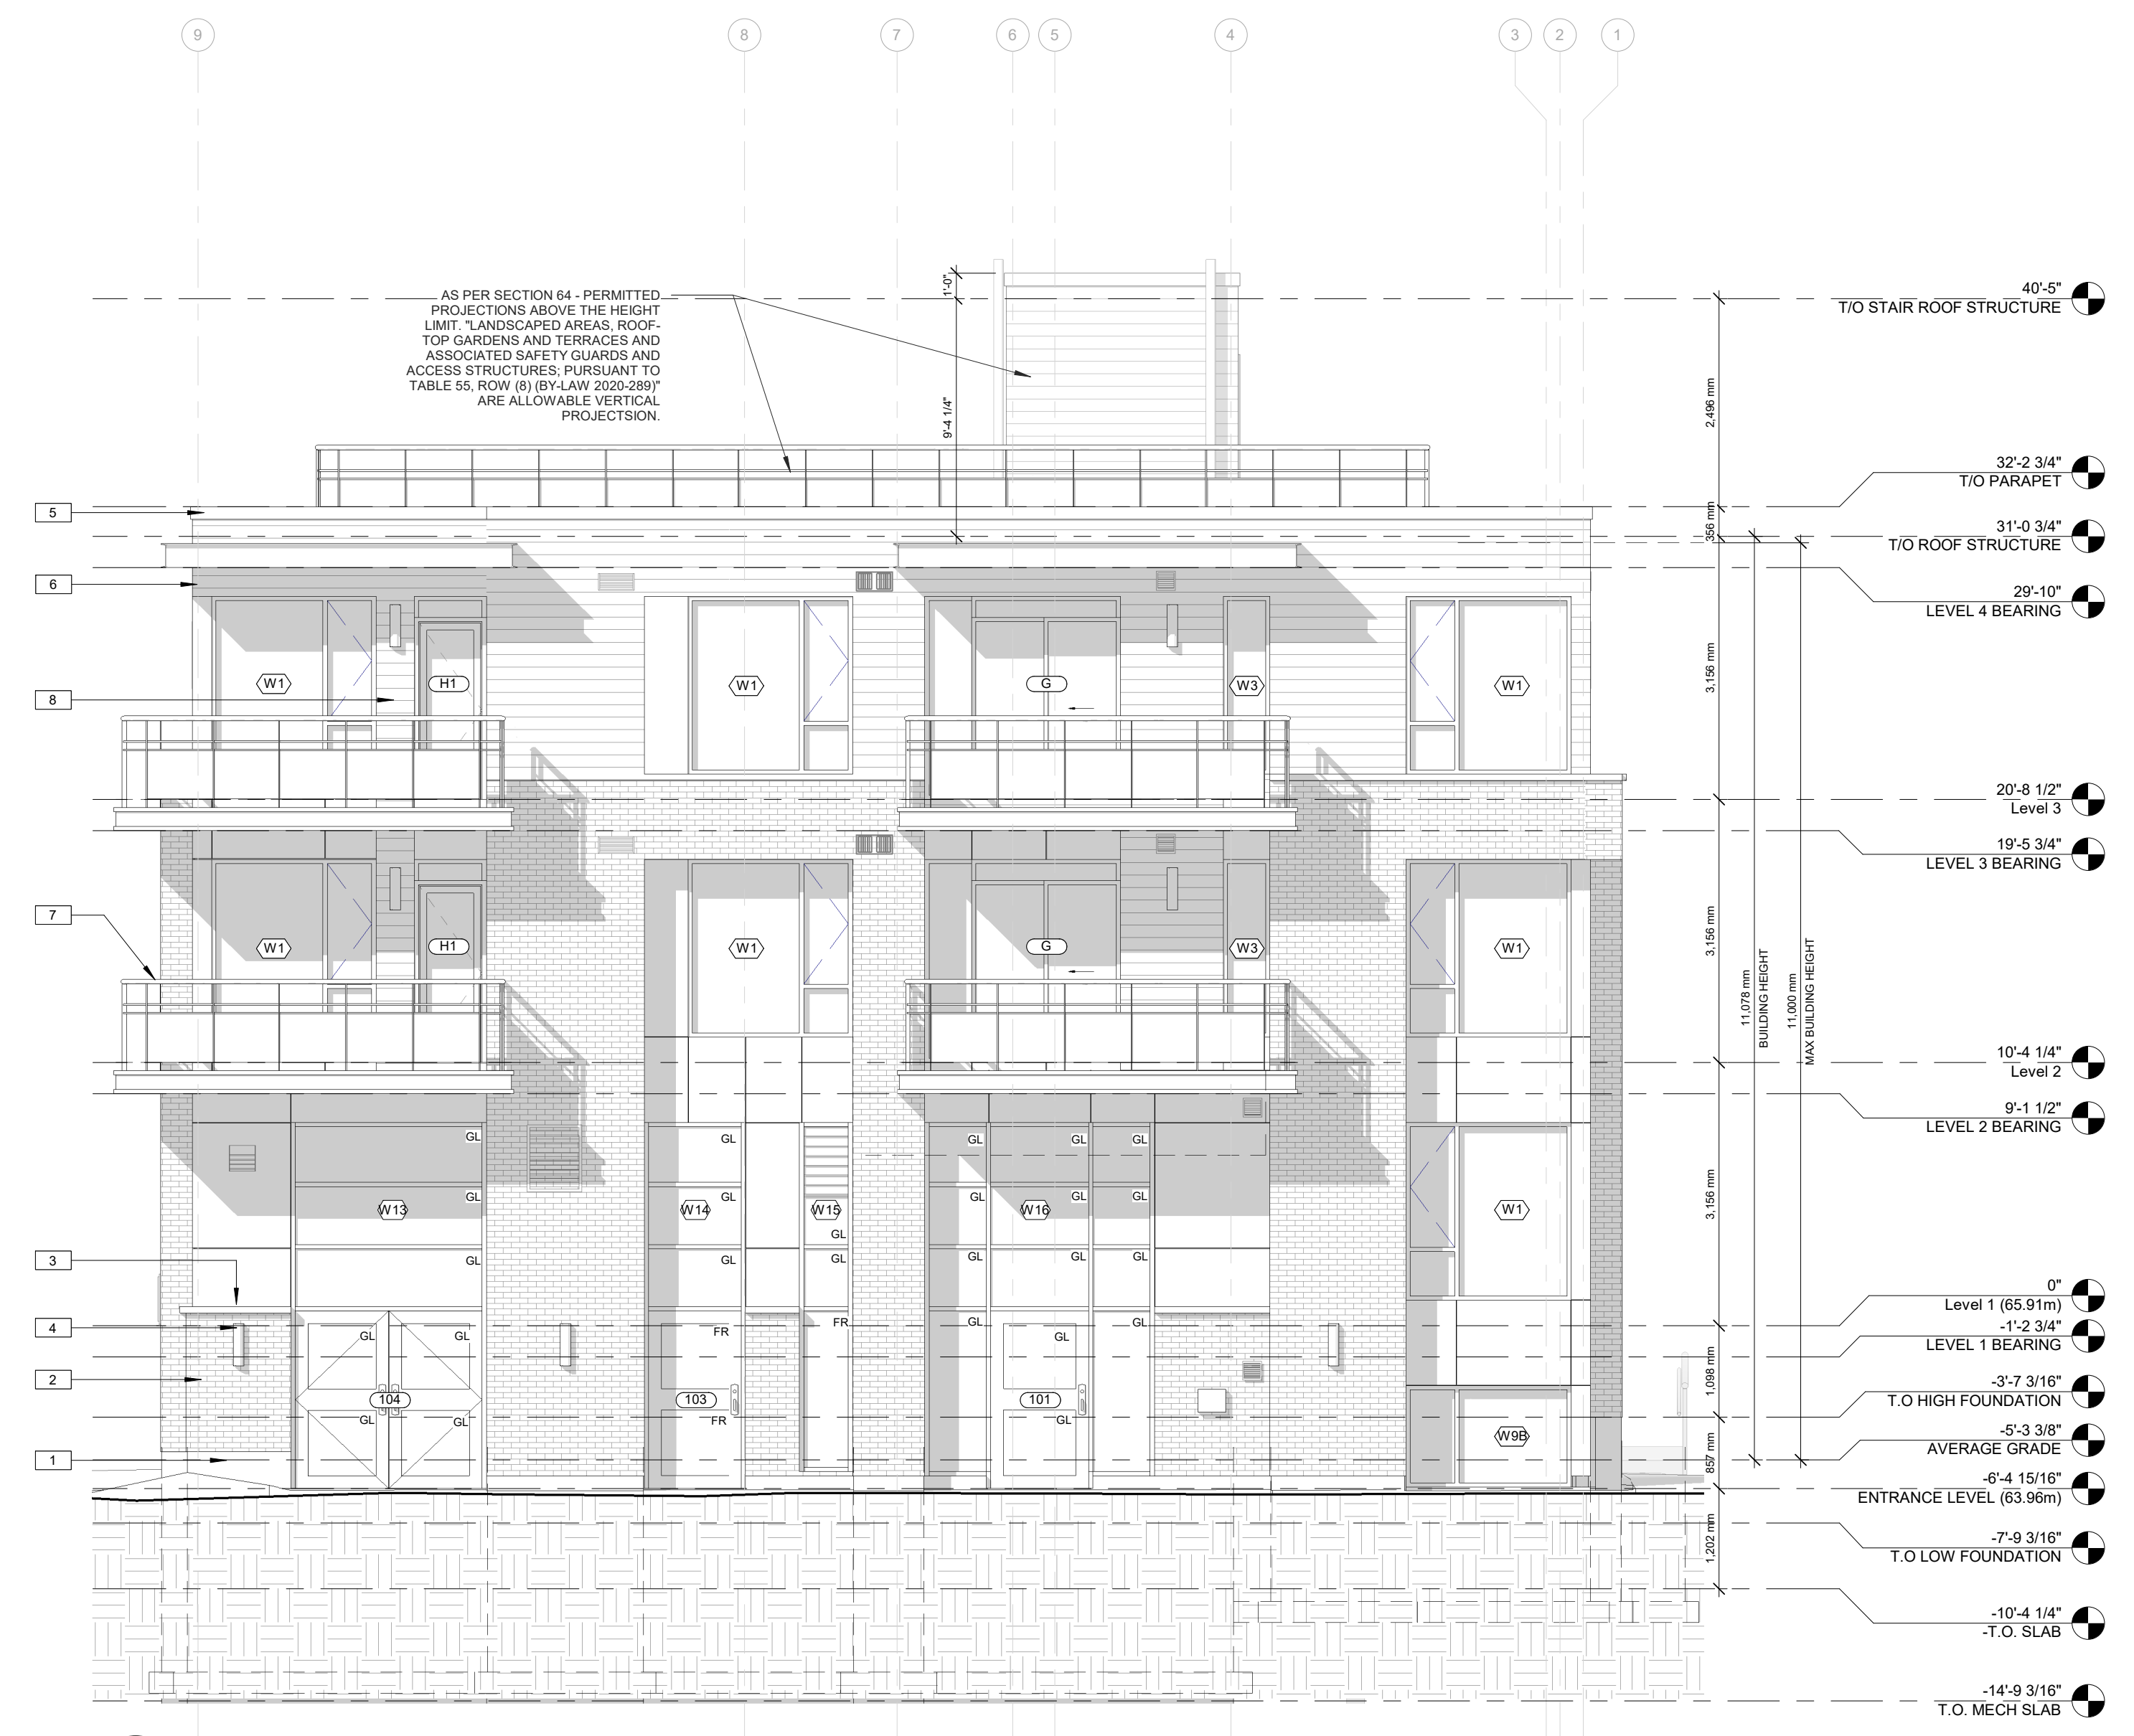 9 8 7 6 5 4 3 2 1
AS PER SECTION 64 - PERMITTED
PROJECTIONS ABOVE THE HEIGHT
LIMIT. "LANDSCAPED AREAS, ROOF-
TOP GARDENS AND TERRACES AND
ASSOCIATED SAFETY GUARDS AND
ACCESS STRUCTURES; PURSUANT TO
TABLE 55, ROW (8) (BY-LAW 2020-289)"
ARE ALLOWABLE VERTICAL
PROJECTSION.
1'-0"
9'-4 1/4"
5
6
8
7
3
4
2
1
W1 H1 W1 G W3 W1
W1 H1 W1 G W3 W1
GL GL GL GL GL
GL GL GL GL GL
W13 W14 W15 W16 W1
GL
GL GL GL GL GL GL
GL GL FR FR GL GL GL
104 103 101
GL GL FR GL
W9B
2,496 mm
356 mm
3,156 mm
3,156 mm
3,156 mm
1,098 mm
857 mm
1,202 mm
11,078 mm
BUILDING HEIGHT
11,000 mm
MAX BUILDING HEIGHT
40'-5"
T/O STAIR ROOF STRUCTURE
32'-2 3/4"
T/O PARAPET
31'-0 3/4"
T/O ROOF STRUCTURE
29'-10"
LEVEL 4 BEARING
20'-8 1/2"
Level 3
19'-5 3/4"
LEVEL 3 BEARING
10'-4 1/4"
Level 2
9'-1 1/2"
LEVEL 2 BEARING
0"
Level 1 (65.91m)
-1'-2 3/4"
LEVEL 1 BEARING
-3'-7 3/16"
T.O HIGH FOUNDATION
-5'-3 3/8"
AVERAGE GRADE
-6'-4 15/16"
ENTRANCE LEVEL (63.96m)
-7'-9 3/16"
T.O LOW FOUNDATION
-10'-4 1/4"
-T.O. SLAB
-14'-9 3/16"
T.O. MECH SLAB